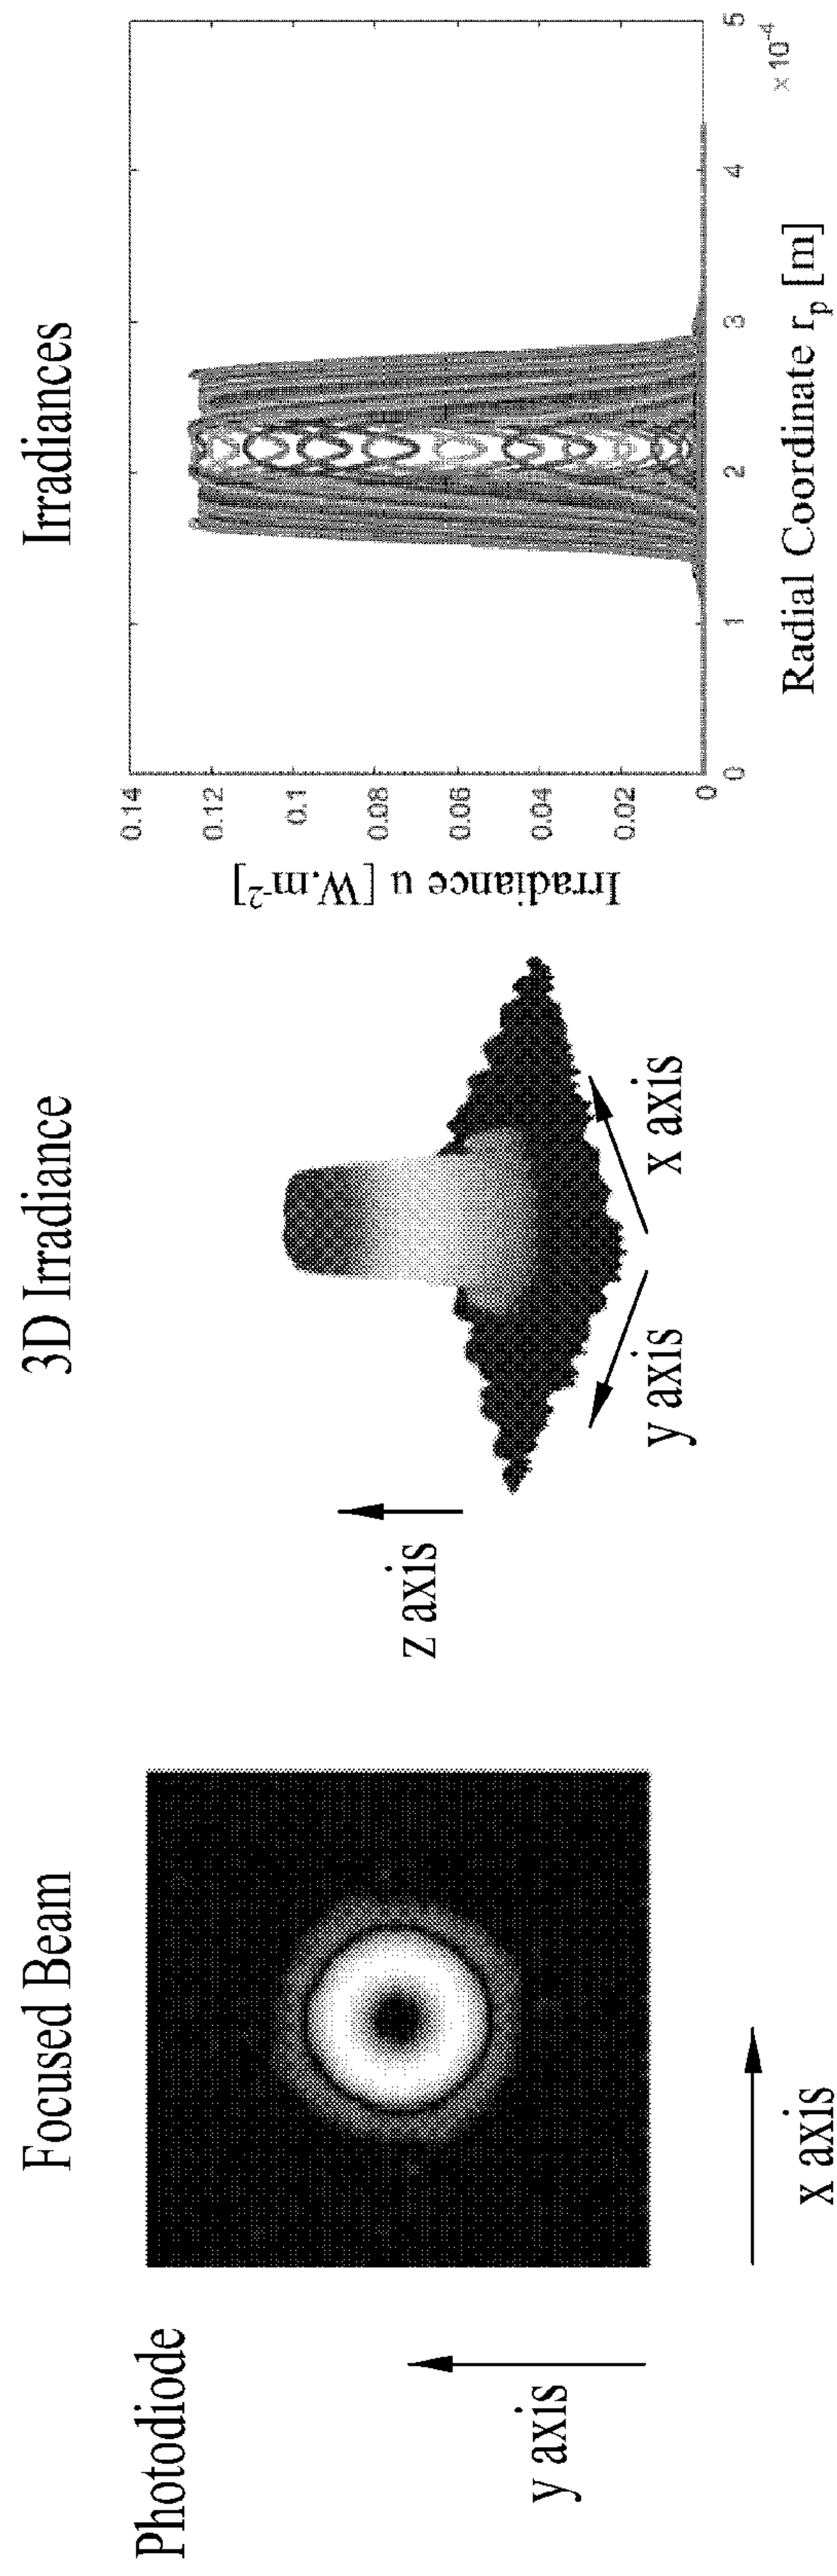 Photodiode
Focused Beam
y axis
x axis
3D Irradiance
z axis
y axis
x axis
Irradiances
Irradiance u [W.m-2]
0.14
0.12
0.1
0.08
0.06
0.04
0.02
0
0 1 2 3 4 5
×10-4
Radial Coordinate rp [m]